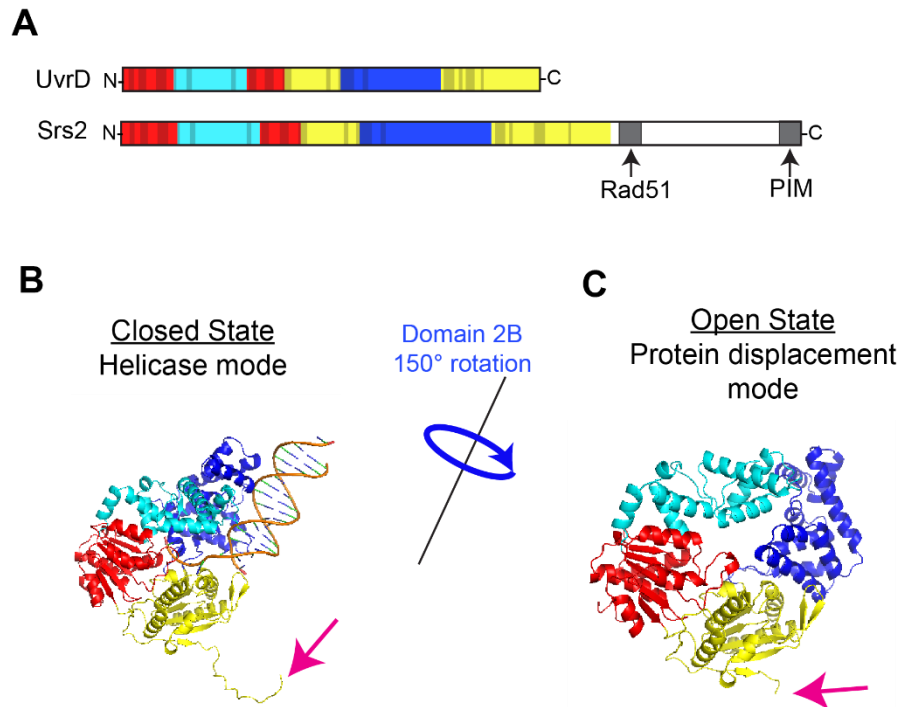 A
UvrD N- -C
Srs2 N- -C
Rad51 PIM
B
Closed State
Helicase mode
Domain 2B
150° rotation
C
Open State
Protein displacement
mode